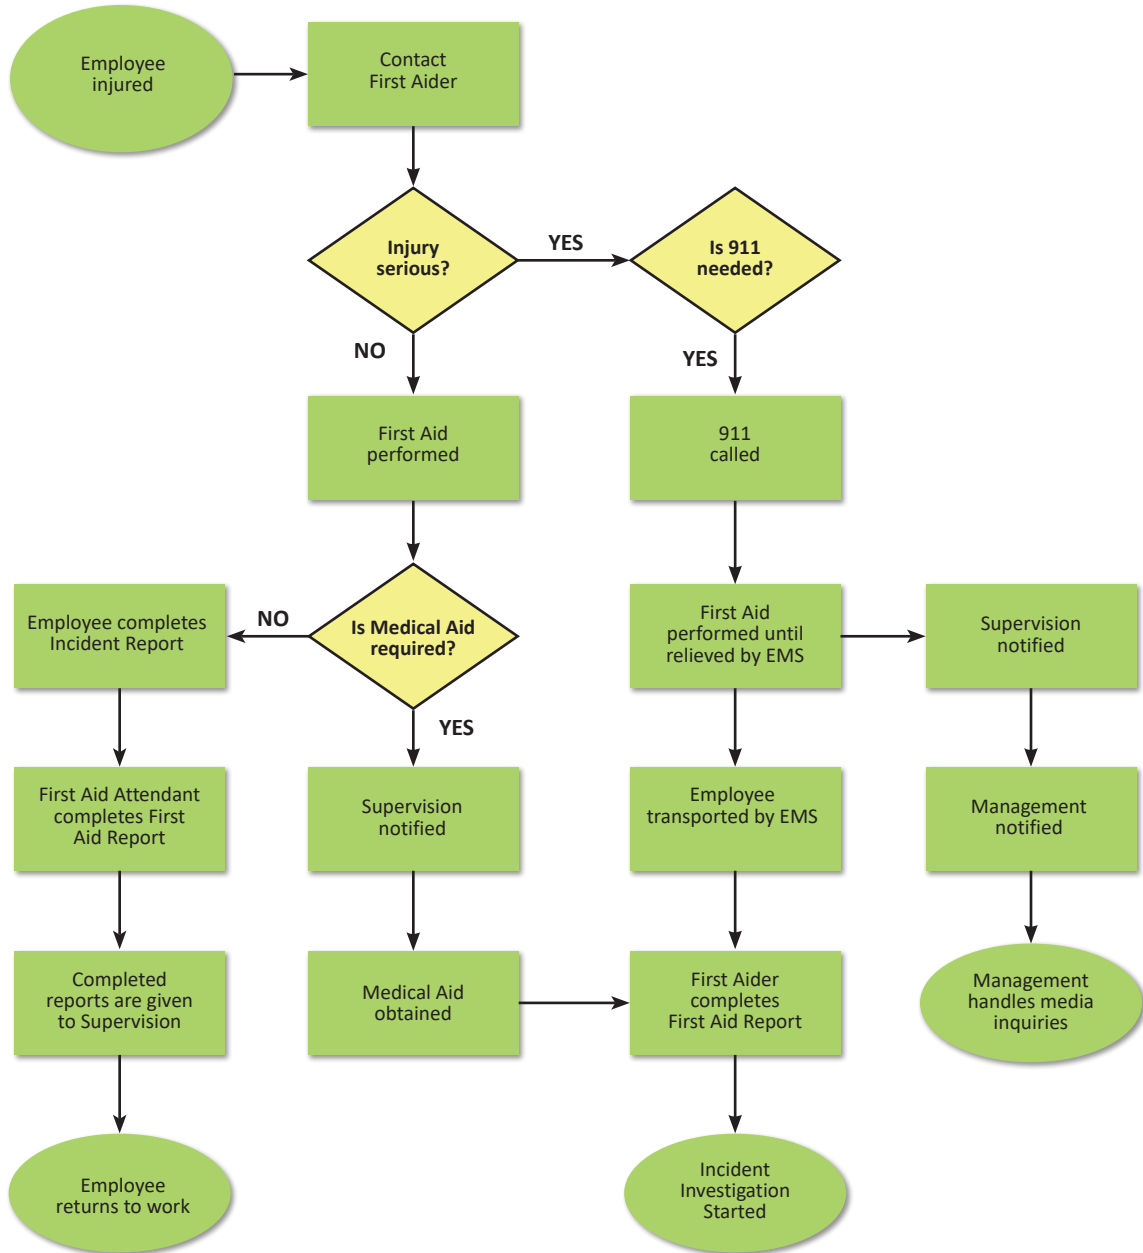 Employee
injured
Contact
First Aider
Injury
serious?
YES
Is 911
needed?
NO
YES
First Aid
performed
911
called
Employee completes
Incident Report
NO
Is Medical Aid
required?
First Aid
performed until
relieved by EMS
Supervision
notified
YES
First Aid Attendant
completes First
Aid Report
Supervision
notified
Employee
transported by EMS
Management
notified
Completed
reports are given
to Supervision
Medical Aid
obtained
First Aider
completes
First Aid Report
Management
handles media
inquiries
Employee
returns to work
Incident
Investigation
Started